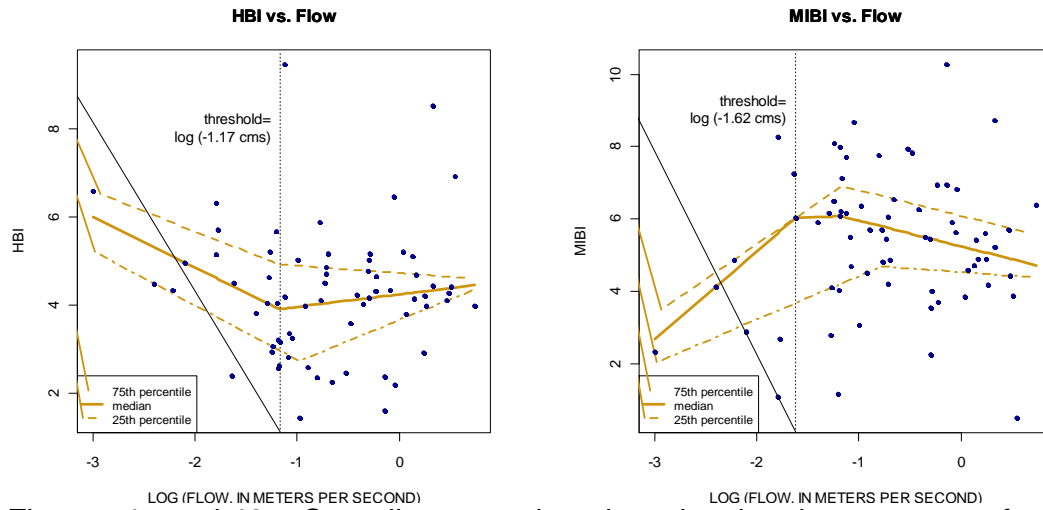 HBI vs. Flow
HBI
8
6
4
2
threshold=
log (-1.17 cms)
75th percentile
median
25th percentile
-3 -2 -1 0
LOG (FLOW, IN METERS PER SECOND)
MIBI vs. Flow
MIBI
10
8
6
4
2
threshold=
log (-1.62 cms)
75th percentile
median
25th percentile
-3 -2 -1 0
LOG (FLOW, IN METERS PER SECOND)